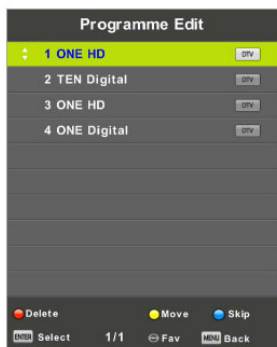 Programme Edit
1 ONE HD DTV
2 TEN Digital DTV
3 ONE HD DTV
4 ONE Digital DTV
Delete Move Skip
ENTER Select 1/1 Fav MENU Back